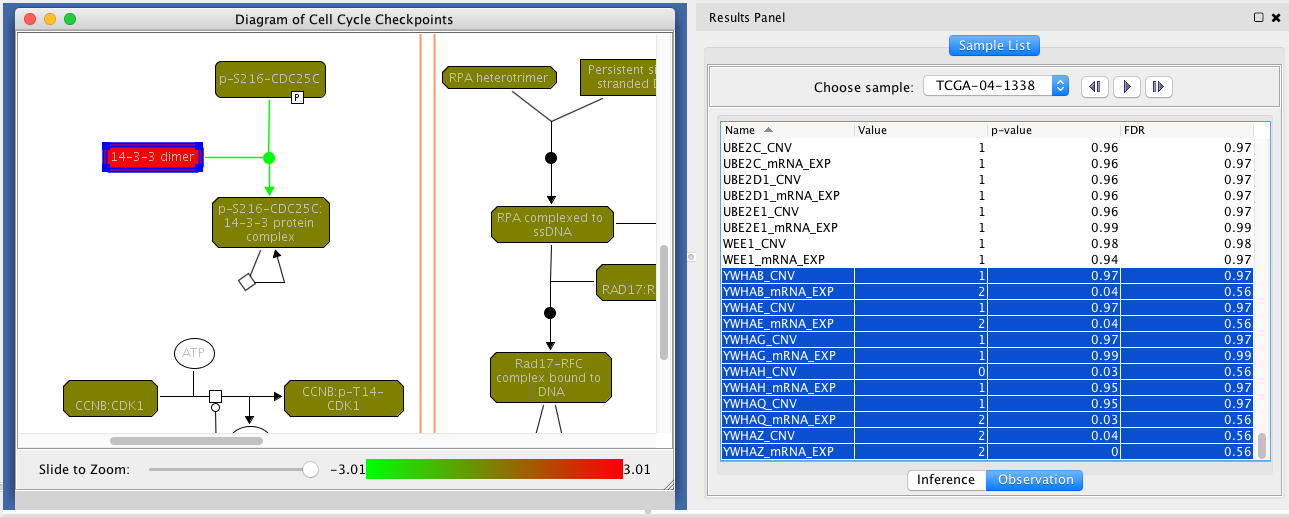 Diagram of Cell Cycle Checkpoints
p-S216-CDC25C
P
14-3-3 dimer
p-S216-CDC25C:
14-3-3 protein
complex
ATP
CCNB:CDK1
CCNB:p-T14-
CDK1
RPA heterotrimer
Persistent si
stranded
RPA complexed to
ssDNA
RAD17:R
Rad17-RFC
complex bound to
DNA
Slide to Zoom:
-3.01
3.01
Results Panel
Sample List
Choose sample: TCGA-04-1338
Name Value p-value FDR
UBE2C_CNV 1 0.96 0.97
UBE2C_mRNA_EXP 1 0.96 0.97
UBE2D1_CNV 1 0.96 0.97
UBE2D1_mRNA_EXP 1 0.96 0.97
UBE2E1_CNV 1 0.96 0.97
UBE2E1_mRNA_EXP 1 0.99 0.99
WEE1_CNV 1 0.98 0.98
WEE1_mRNA_EXP 1 0.94 0.97
YWHAB_CNV 1 0.97 0.97
YWHAB_mRNA_EXP 2 0.04 0.56
YWHAE_CNV 1 0.97 0.97
YWHAE_mRNA_EXP 2 0.04 0.56
YWHAG_CNV 1 0.97 0.97
YWHAG_mRNA_EXP 1 0.99 0.99
YWHAH_CNV 0 0.03 0.56
YWHAH_mRNA_EXP 1 0.95 0.97
YWHAQ_CNV 1 0.95 0.97
YWHAQ_mRNA_EXP 2 0.03 0.56
YWHAZ_CNV 2 0.04 0.56
YWHAZ_mRNA_EXP 2 0 0.56
Inference Observation